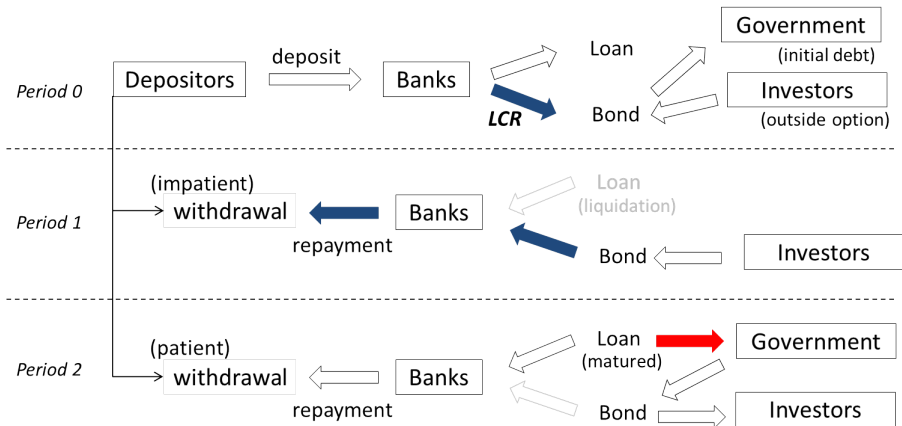 Period 0
Depositors
deposit
Banks
LCR
Loan
Bond
Government
(initial debt)
Investors
(outside option)
Period 1
(impatient)
withdrawal
repayment
Banks
Loan
(liquidation)
Bond
Investors
Period 2
(patient)
withdrawal
repayment
Banks
Loan
(matured)
Bond
Government
Investors